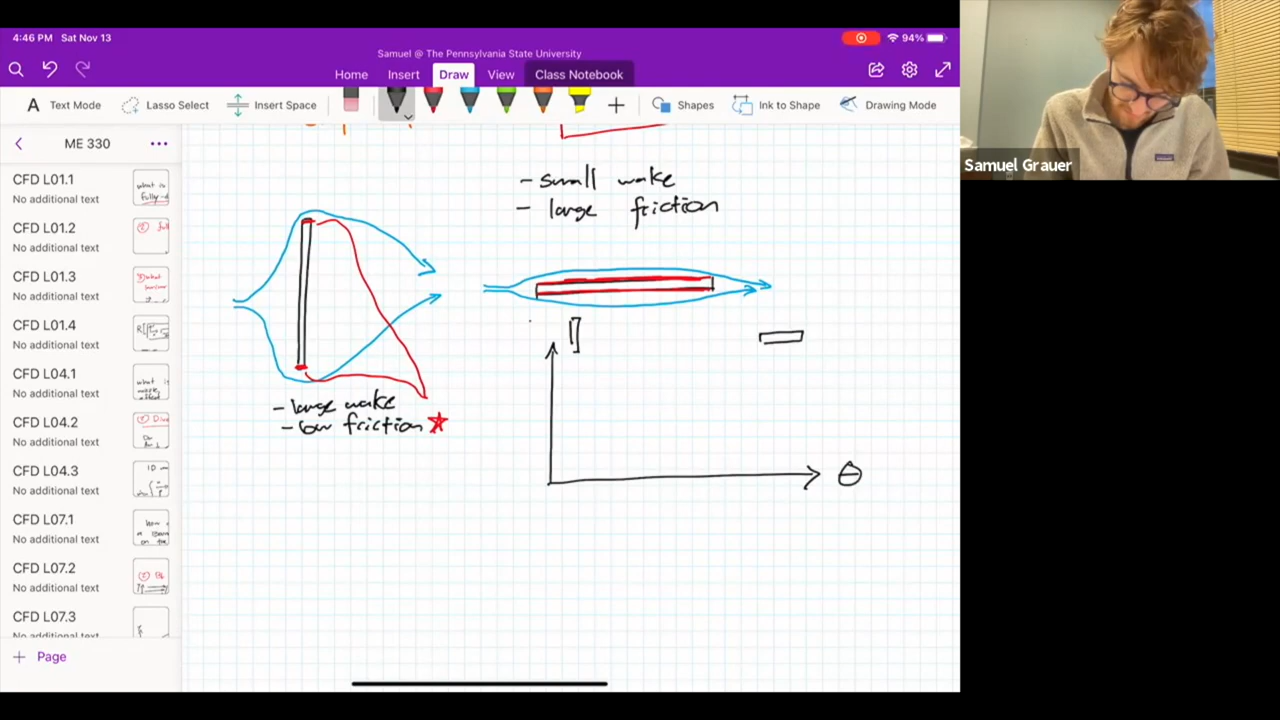 4:46 PM Sat Nov 13
94%
Samuel @ The Pennsylvania State University
Home Insert Draw View Class Notebook
A Text Mode Lasso Select Insert Space Shapes Ink to Shape Drawing Mode
ME 330
CFD L01.1
No additional text
CFD L01.2
No additional text
CFD L01.3
No additional text
CFD L01.4
No additional text
CFD L04.1
No additional text
CFD L04.2
No additional text
CFD L04.3
No additional text
CFD L07.1
No additional text
CFD L07.2
No additional text
CFD L07.3
No additional text
+ Page
- small wake
- large friction
- large wake
- low friction
θ
Samuel Grauer